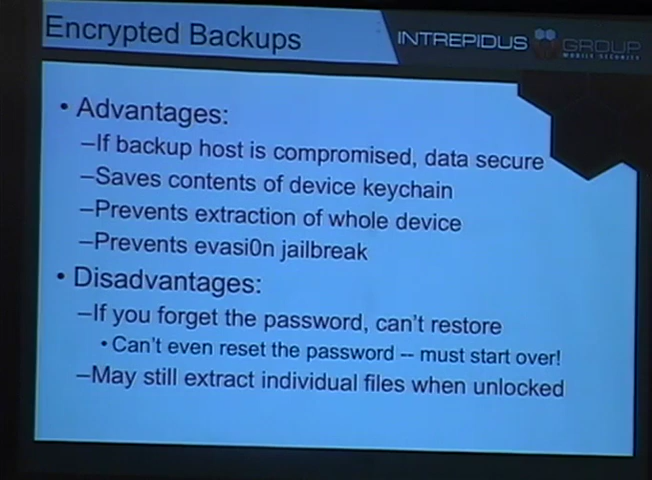 Encrypted Backups
INTREPIDUS GROUP
MOBILE SECURITY
• Advantages:
–If backup host is compromised, data secure
–Saves contents of device keychain
–Prevents extraction of whole device
–Prevents evasi0n jailbreak
• Disadvantages:
–If you forget the password, can't restore
• Can't even reset the password -- must start over!
–May still extract individual files when unlocked